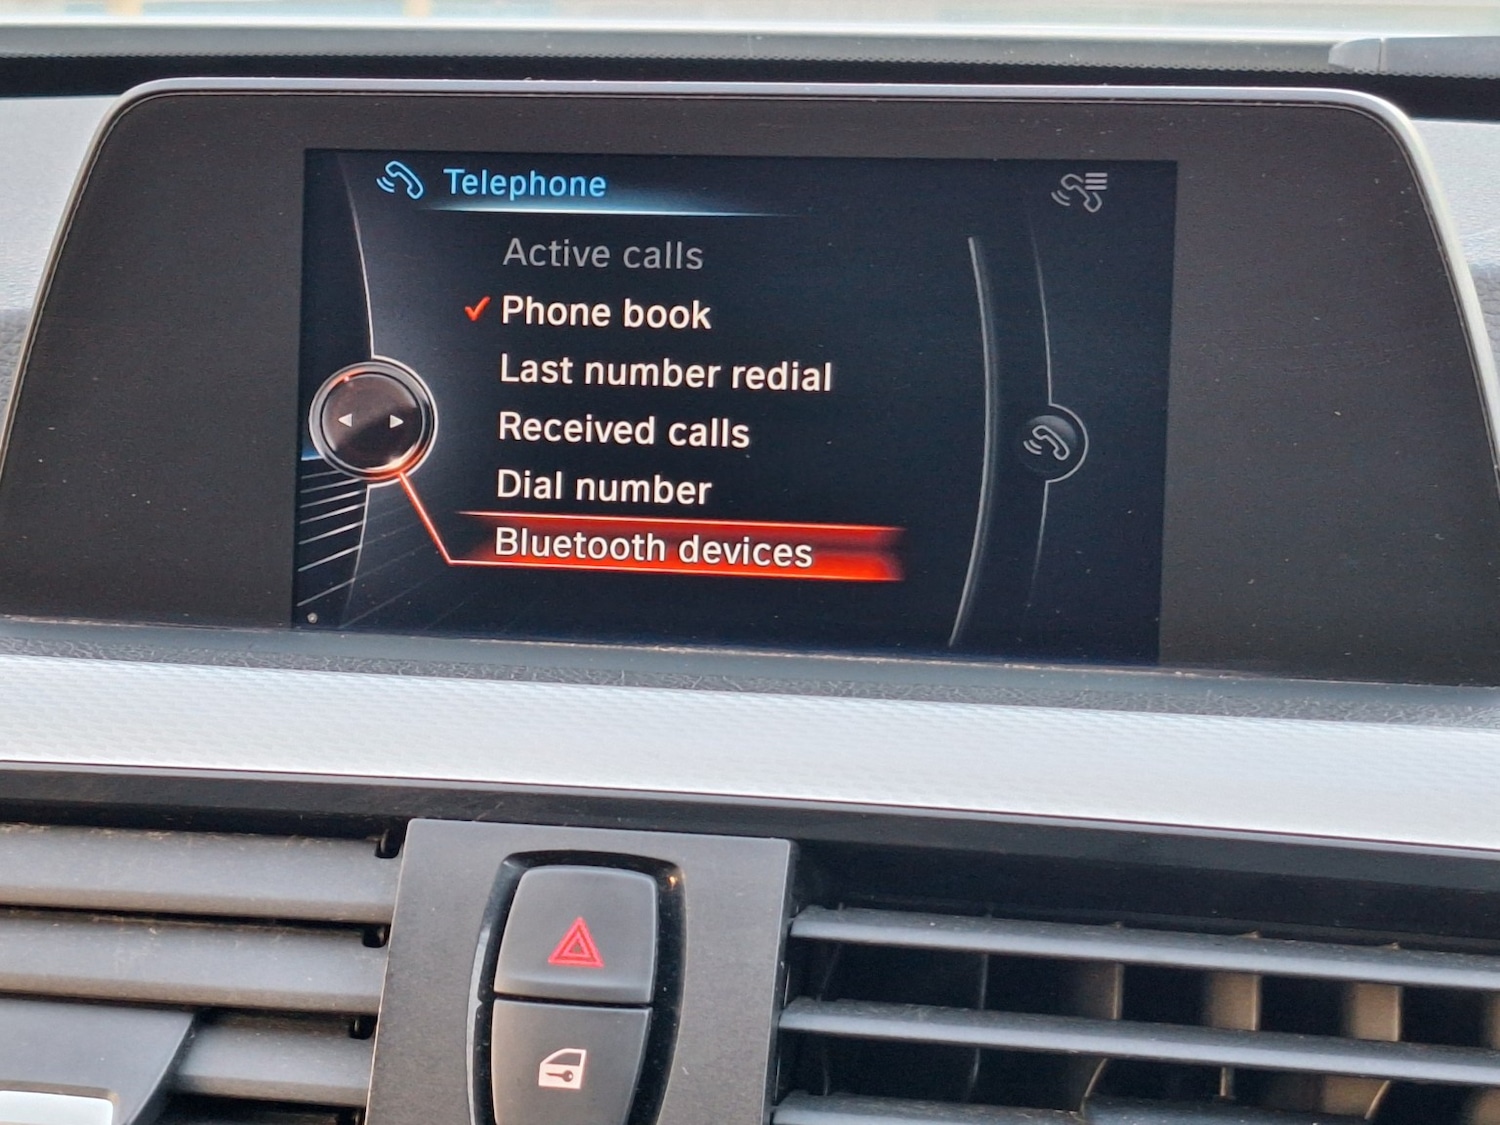 Telephone
Active calls
Phone book
Last number redial
Received calls
Dial number
Bluetooth devices